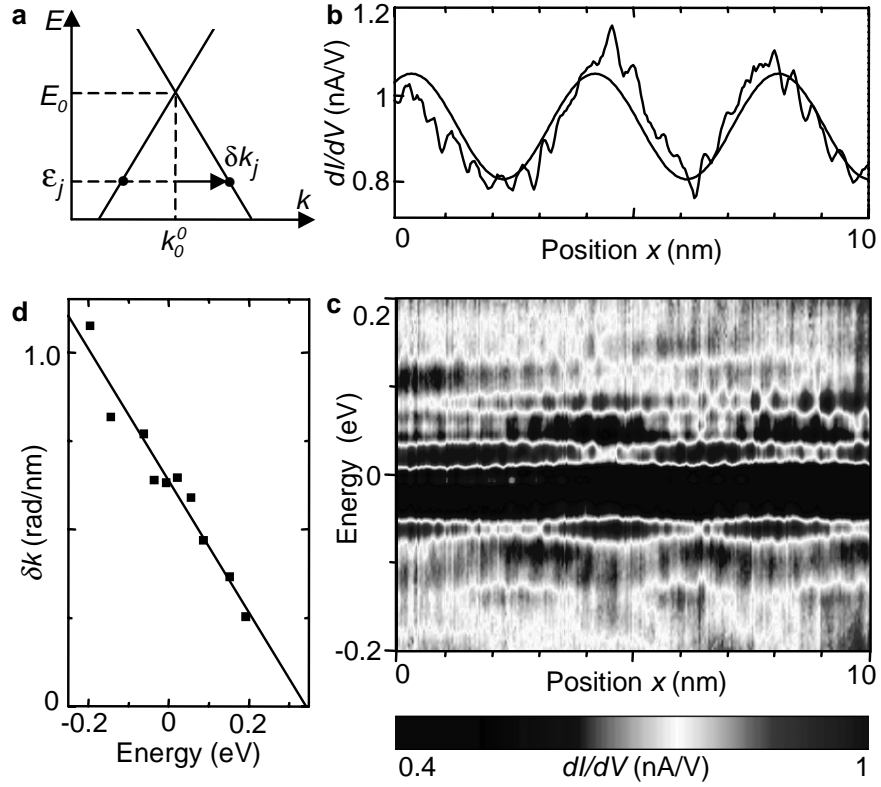 a
E
E₀
εⱼ
δkⱼ
k
k₀⁰
b
1.2
1
0.8
dI/dV (nA/V)
0
10
Position x (nm)
d
1.0
0
δk (rad/nm)
-0.2
0
0.2
Energy (eV)
c
0.2
0
-0.2
Energy (eV)
0
10
Position x (nm)
0.4
dI/dV (nA/V)
1